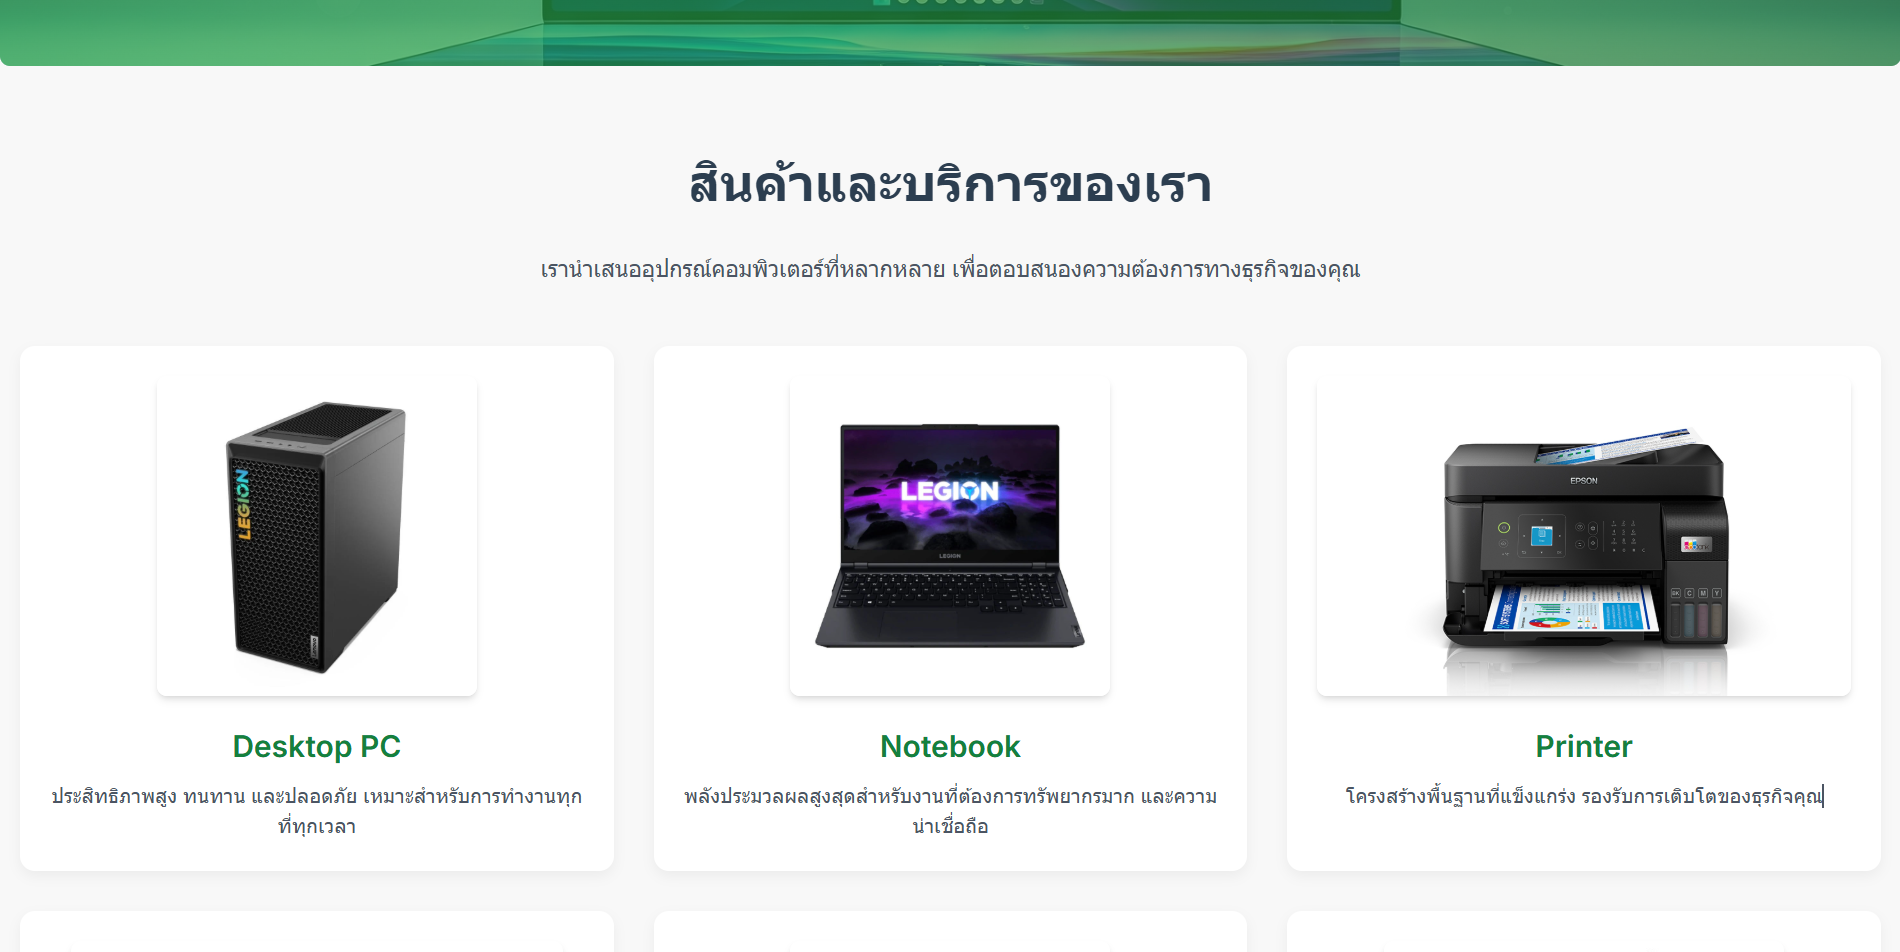 สินค้าและบริการของเรา
เรานำเสนออุปกรณ์คอมพิวเตอร์ที่หลากหลาย เพื่อตอบสนองความต้องการทางธุรกิจของคุณ
LEGION
LEGION
LEGION
EPSON
BK C M Y
Desktop PC
ประสิทธิภาพสูง ทนทาน และปลอดภัย เหมาะสำหรับการทำงานทุก
ที่ทุกเวลา
Notebook
พลังประมวลผลสูงสุดสำหรับงานที่ต้องการทรัพยากรมาก และความ
น่าเชื่อถือ
Printer
โครงสร้างพื้นฐานที่แข็งแกร่ง รองรับการเติบโตของธุรกิจคุณ